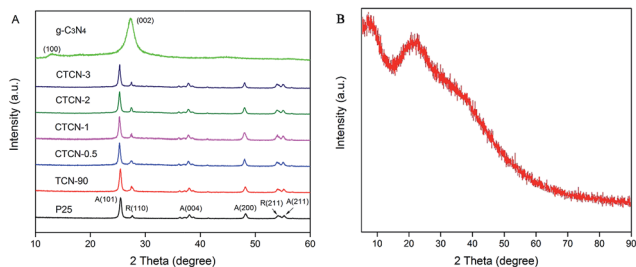 A
g-C3N4
(002)
(100)
CTCN-3
CTCN-2
CTCN-1
CTCN-0.5
TCN-90
A(101)
R(110)
A(004)
A(200)
R(211)
A(211)
P25
Intensity (a.u.)
10 20 30 40 50 60
2 Theta (degree)
B
Intensity (a.u.)
10 20 30 40 50 60 70 80 90
2 Theta (degree)